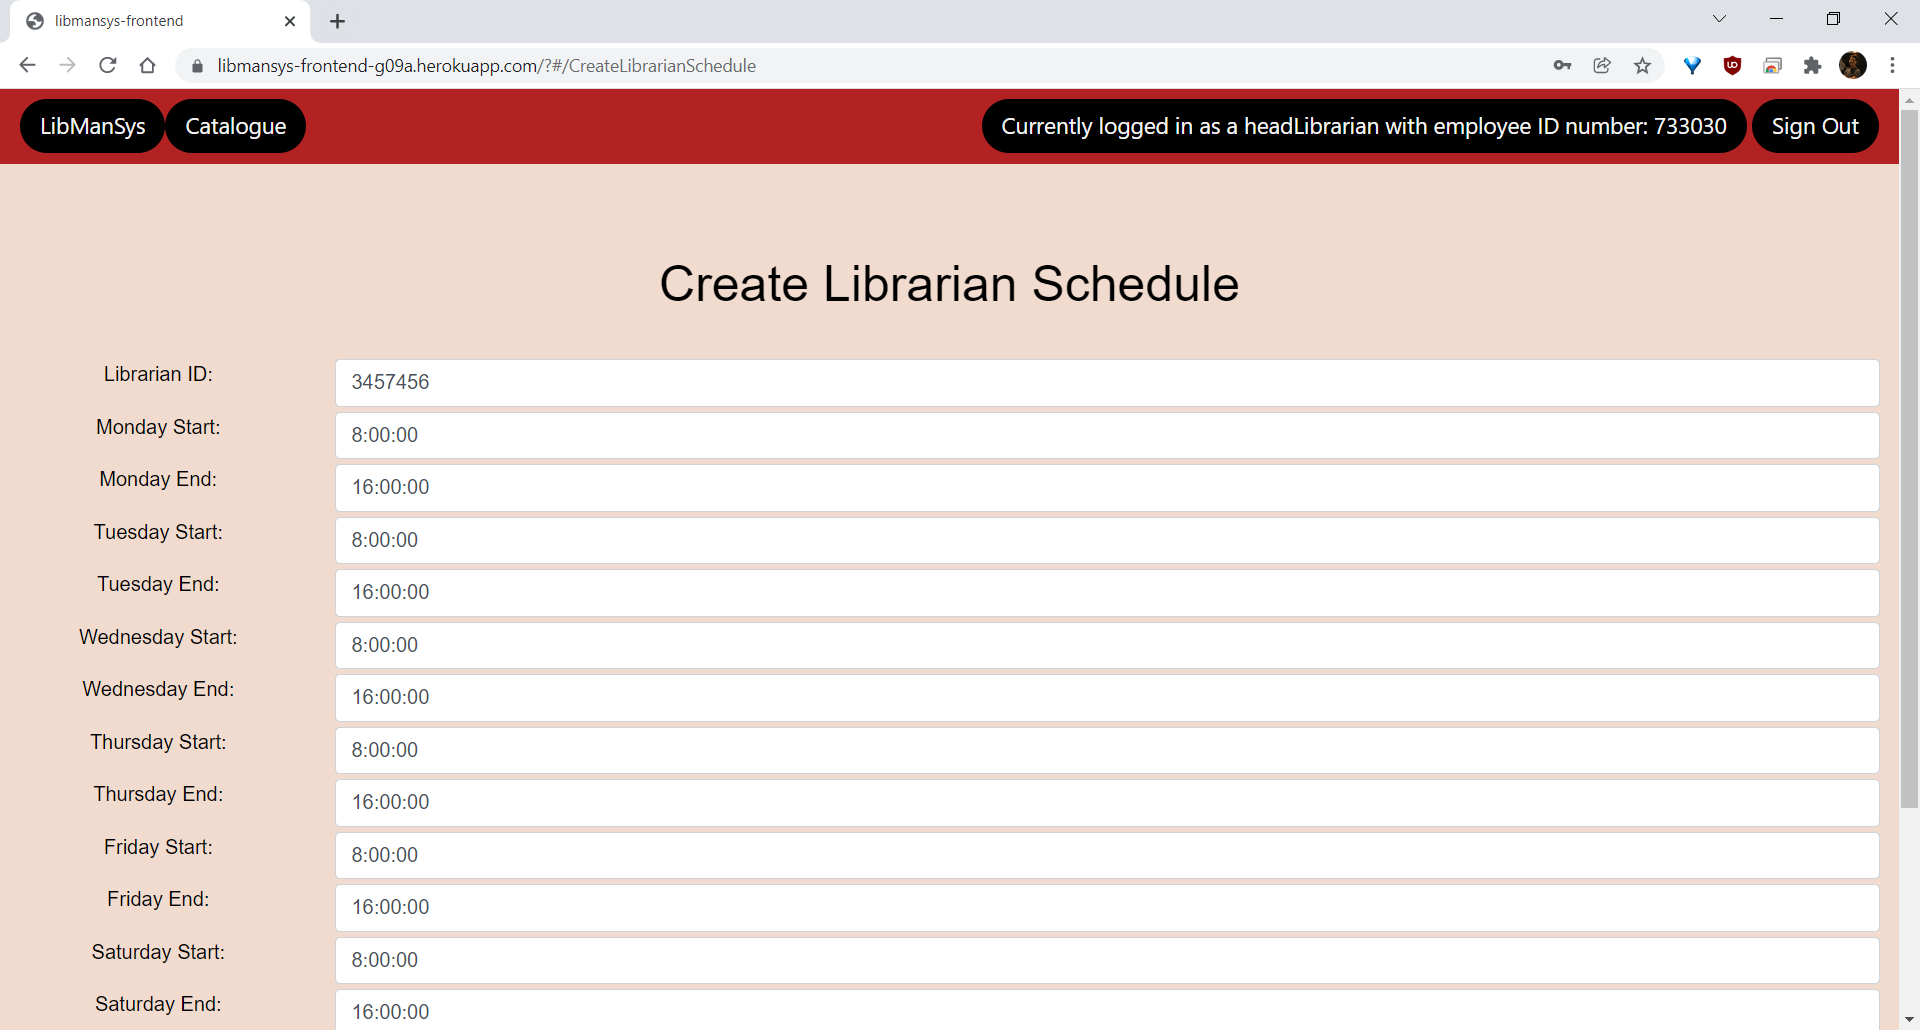 libmansys-frontend
libmansys-frontend-g09a.herokuapp.com/?#/CreateLibrarianSchedule
LibManSys Catalogue Currently logged in as a headLibrarian with employee ID number: 733030 Sign Out
Create Librarian Schedule
Librarian ID: 3457456
Monday Start: 8:00:00
Monday End: 16:00:00
Tuesday Start: 8:00:00
Tuesday End: 16:00:00
Wednesday Start: 8:00:00
Wednesday End: 16:00:00
Thursday Start: 8:00:00
Thursday End: 16:00:00
Friday Start: 8:00:00
Friday End: 16:00:00
Saturday Start: 8:00:00
Saturday End: 16:00:00